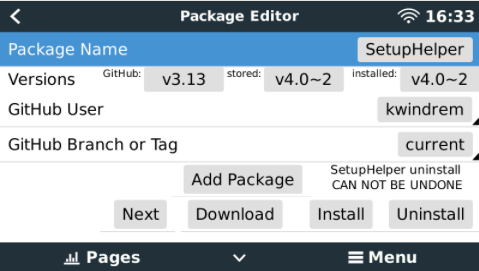 Package Editor 16:33
Package Name SetupHelper
Versions GitHub: v3.13 stored: v4.0~2 installed: v4.0~2
GitHub User kwindrem
GitHub Branch or Tag current
Add Package SetupHelper uninstall
CAN NOT BE UNDONE
Next Download Install Uninstall
Pages Menu